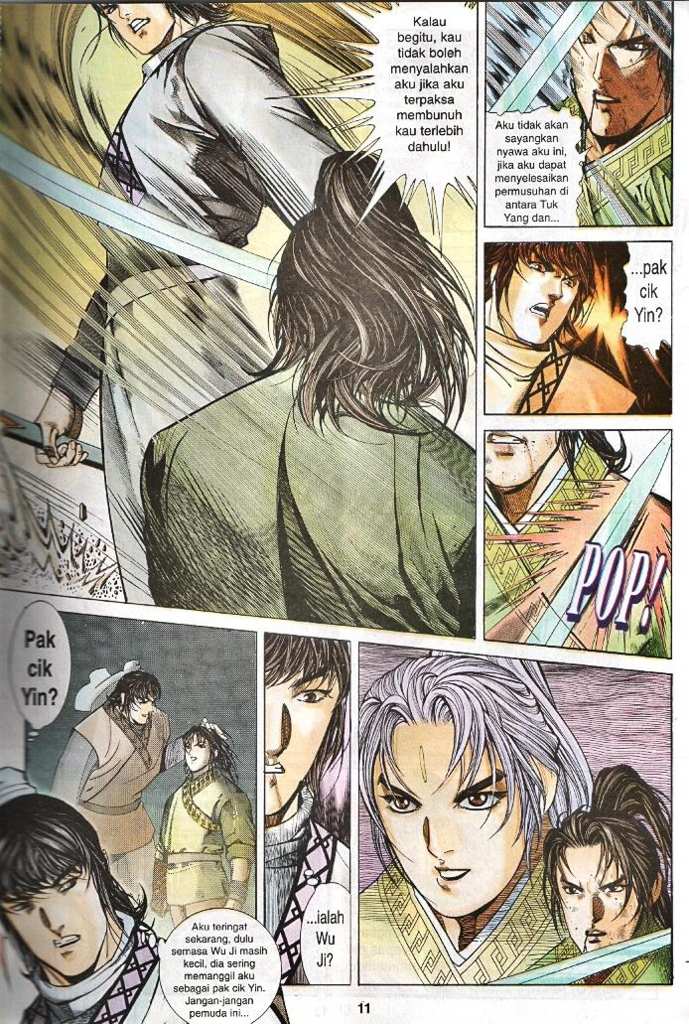 Kalau
begitu, kau
tidak boleh
menyalahkan
aku jika aku
terpaksa
membunuh
kau terlebih
dahulu!
Aku tidak akan
sayangkan
nyawa aku ini,
jika aku dapat
menyelesaikan
permusuhan di
antara Tuk
Yang dan...
...pak
cik
Yin?
POP!
Pak
cik
Yin?
Aku teringat
sekarang, dulu
semasa Wu Ji masih
kecil, dia sering
memanggil aku
sebagai pak cik Yin.
Jangan-jangan
pemuda ini...
...ialah
Wu
Ji?
11